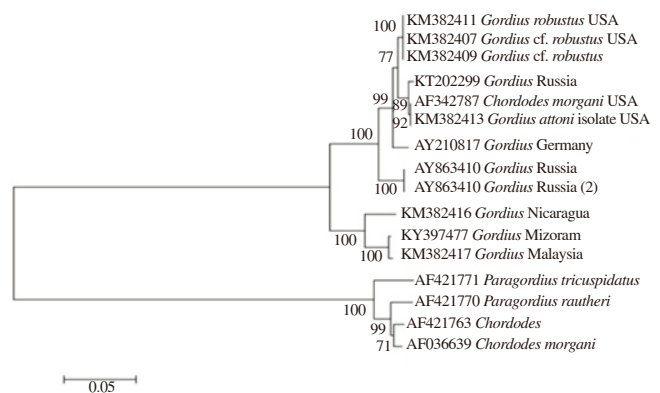 100
KM382411 Gordius robustus USA
KM382407 Gordius cf. robustus USA
77
KM382409 Gordius cf. robustus
KT202299 Gordius Russia
99
89
AF342787 Chordodes morgani USA
92
KM382413 Gordius attoni isolate USA
100
AY210817 Gordius Germany
AY863410 Gordius Russia
100
AY863410 Gordius Russia (2)
KM382416 Gordius Nicaragua
100
KY397477 Gordius Mizoram
100
KM382417 Gordius Malaysia
AF421771 Paragordius tricuspidatus
100
AF421770 Paragordius rautheri
99
AF421763 Chordodes
71
AF036639 Chordodes morgani
0.05